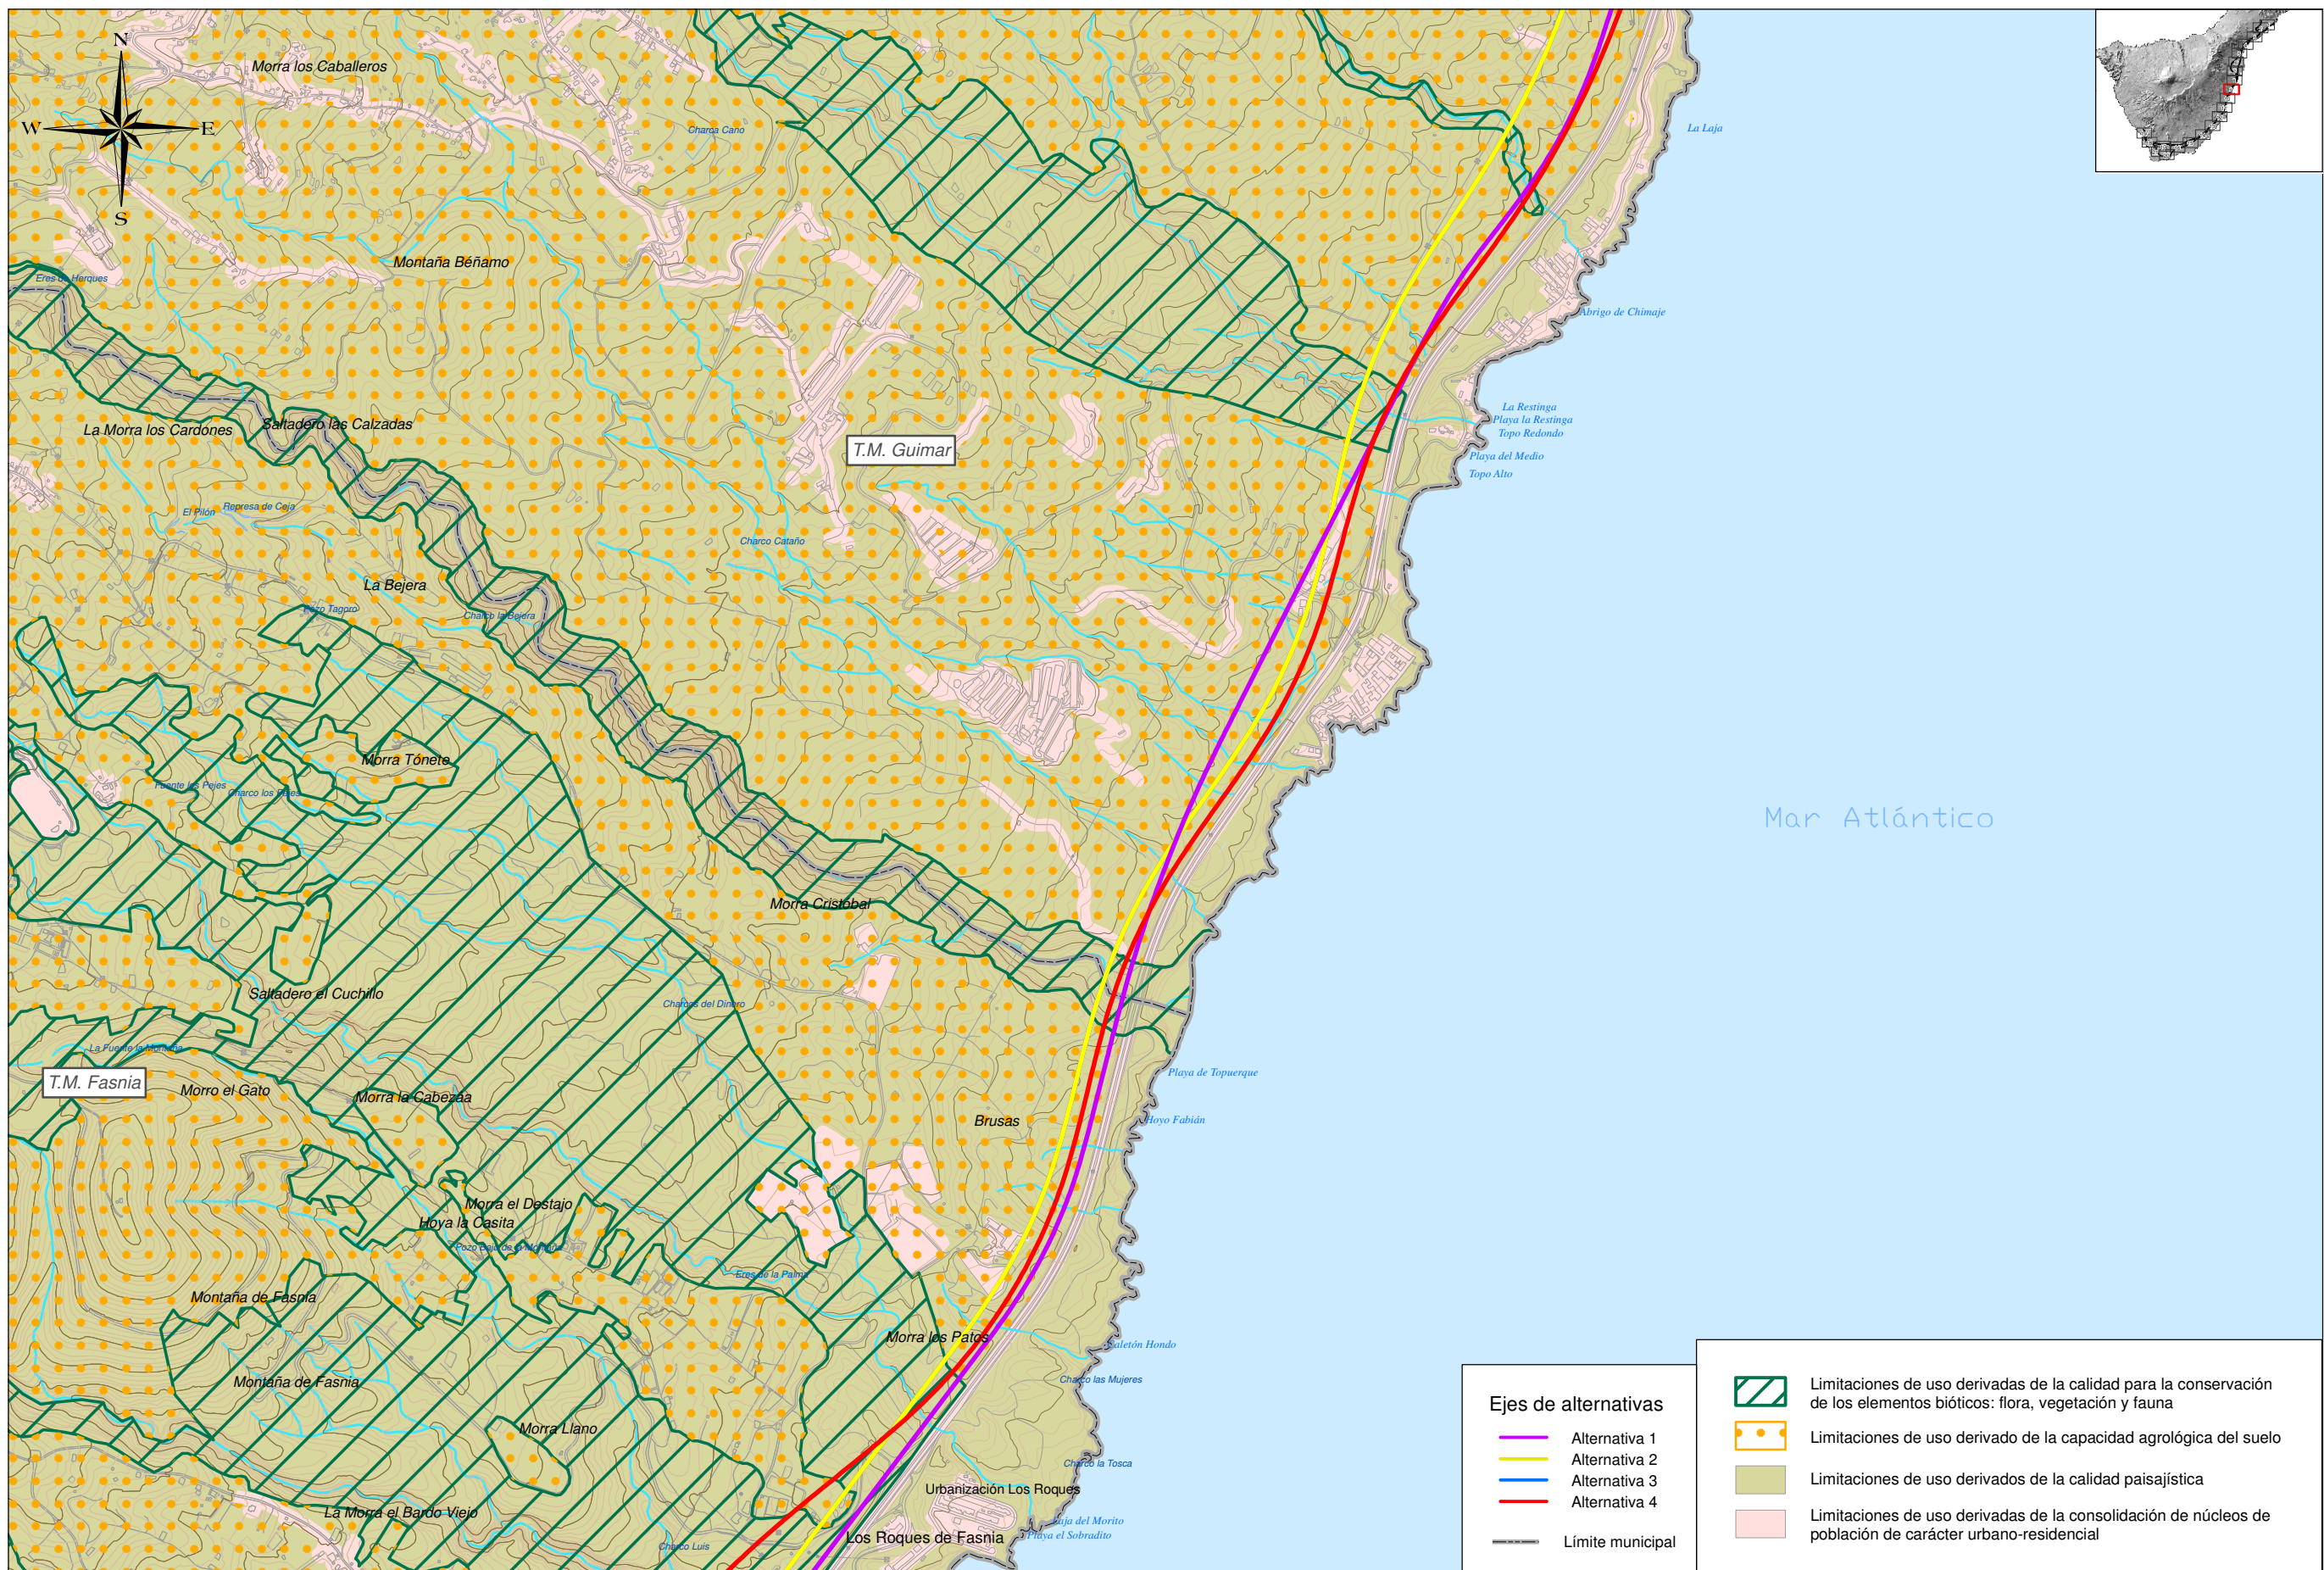 N
W
E
S
Morra los Caballeros
Charca Cano
La Laja
Montaña Béñamo
Eres de Herques
Abrigo de Chimaje
La Morra los Cardones
Saltadero las Calzadas
T.M. Guimar
La Restinga
Playa la Restinga
Topo Redondo
Playa del Medio
Topo Alto
El Pilón
Represa de Ceja
Charco Cataño
La Bejera
Pozo Tagoro
Charco la Bejera
Morra Tónete
Fuente los Pejes
Charco los Pejes
Mar Atlántico
Morra Cristóbal
Saltadero el Cuchillo
Charcos del Dinero
La Fuente la Montaña
T.M. Fasnia
Morro el Gato
Morra la Cabezáa
Playa de Topuerque
Brusas
Hoyo Fabián
Morra el Destajo
Hoya la Casita
Eres de la Palma
Montaña de Fasnia
Morra los Patos
Caletón Hondo
Montaña de Fasnia
Charco las Mujeres
Morra Llano
Charco la Tosca
Urbanización Los Roques
La Morra el Bardo Viejo
Laja del Morito
Playa el Sobradito
Los Roques de Fasnia
Charco Luis
Ejes de alternativas
Alternativa 1
Alternativa 2
Alternativa 3
Alternativa 4
Límite municipal
Limitaciones de uso derivadas de la calidad para la conservación
de los elementos bióticos: flora, vegetación y fauna
Limitaciones de uso derivado de la capacidad agrológica del suelo
Limitaciones de uso derivados de la calidad paisajística
Limitaciones de uso derivadas de la consolidación de núcleos de
población de carácter urbano-residencial